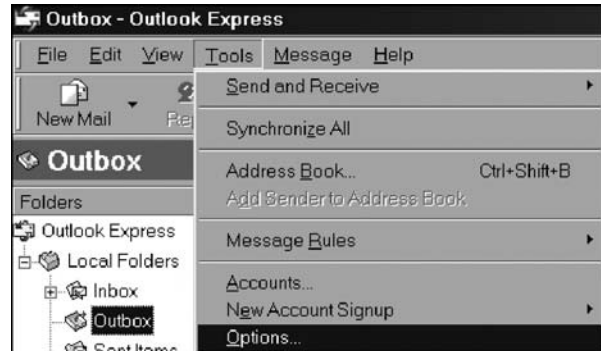 Outbox - Outlook Express
File Edit View Tools Message Help
Send and Receive
New Mail
Synchronize All
Outbox
Address Book... Ctrl+Shift+B
Folders
Add Sender to Address Book
Outlook Express
Message Rules
Local Folders
Inbox
Accounts...
New Account Signup
Outbox
Options...
Sent Items